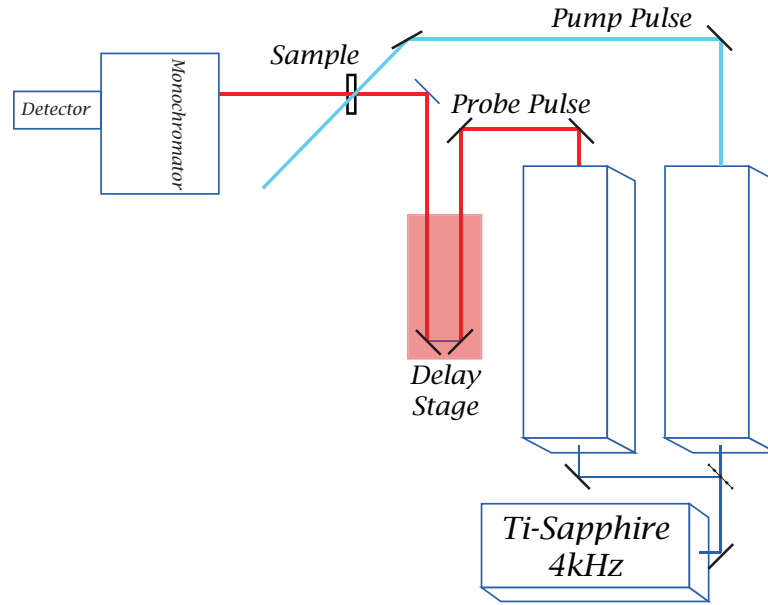 Pump Pulse
Sample
Probe Pulse
Detector
Monochromator
Delay
Stage
Ti-Sapphire
4kHz